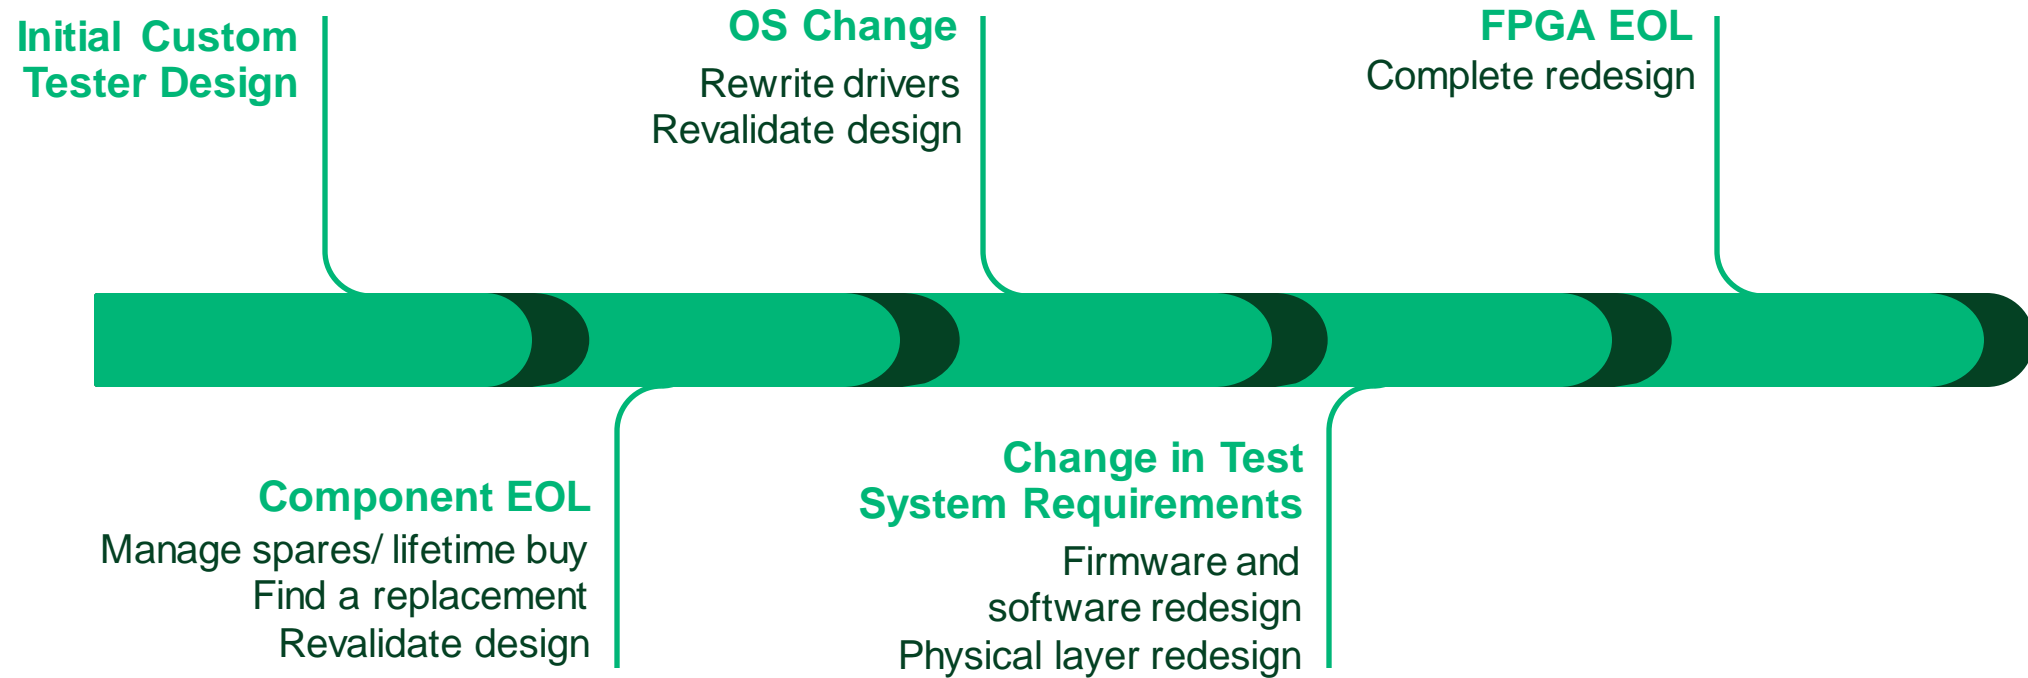 Initial Custom
Tester Design
OS Change
Rewrite drivers
Revalidate design
FPGA EOL
Complete redesign
Component EOL
Manage spares/ lifetime buy
Find a replacement
Revalidate design
Change in Test
System Requirements
Firmware and
software redesign
Physical layer redesign